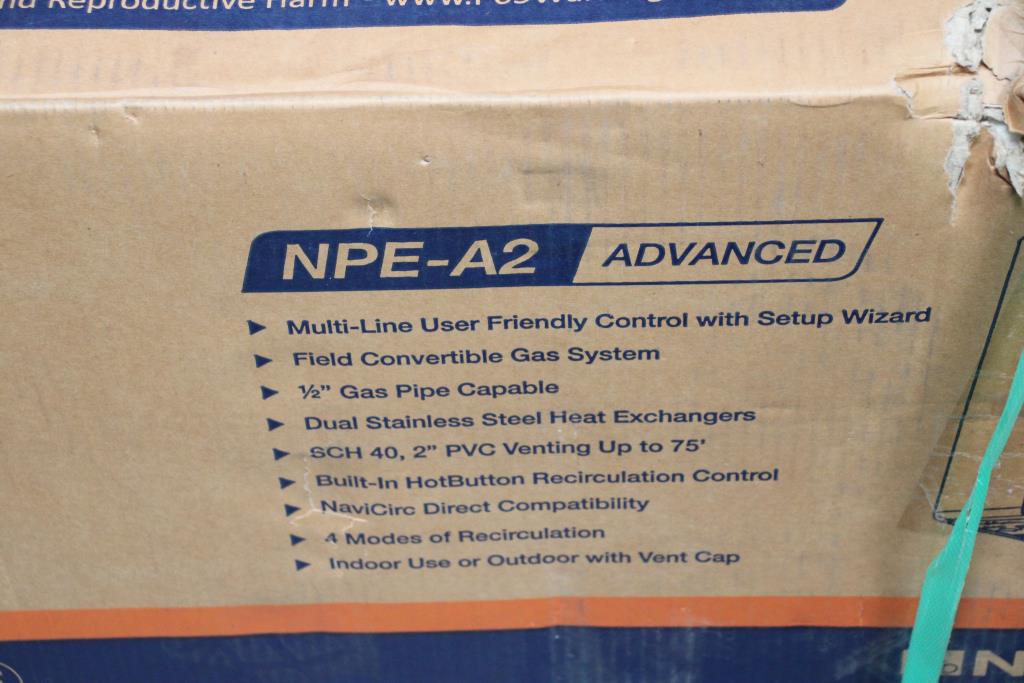 Reproductive Harm - www.P65War
NPE-A2 ADVANCED
▶ Multi-Line User Friendly Control with Setup Wizard
▶ Field Convertible Gas System
▶ ½” Gas Pipe Capable
▶ Dual Stainless Steel Heat Exchangers
▶ SCH 40, 2” PVC Venting Up to 75'
▶ Built-In HotButton Recirculation Control
▶ NaviCirc Direct Compatibility
▶ 4 Modes of Recirculation
▶ Indoor Use or Outdoor with Vent Cap
N